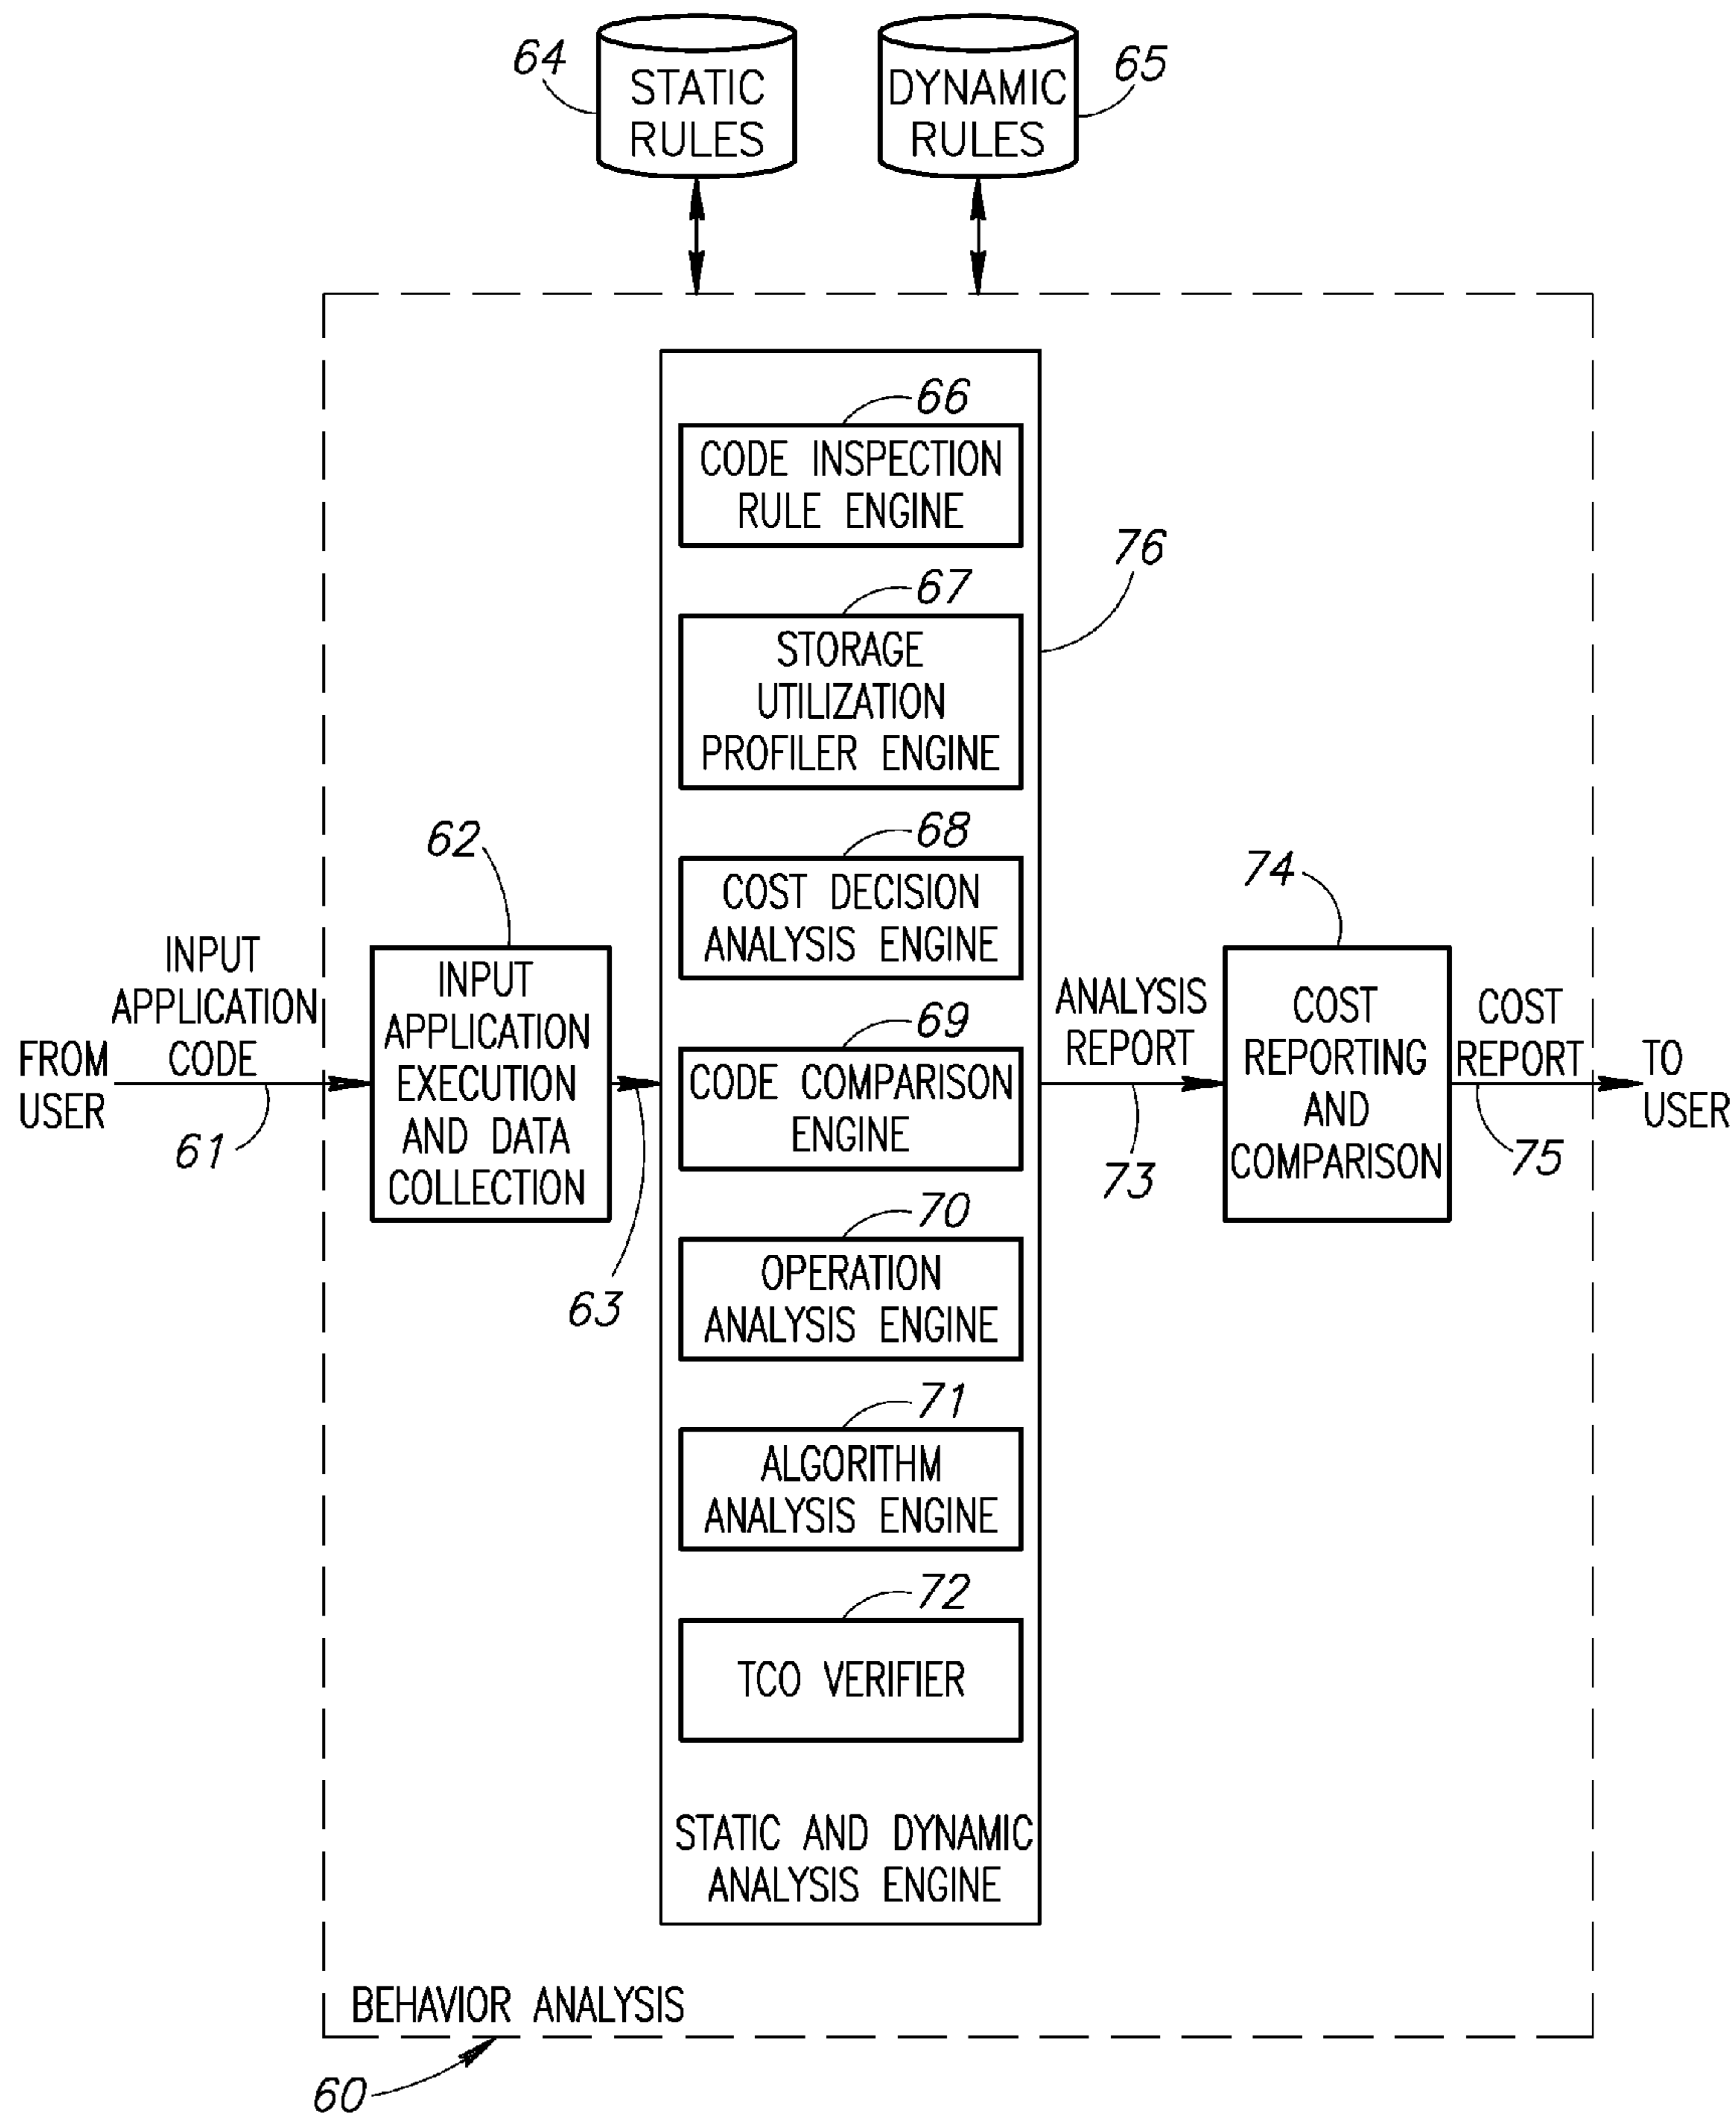 64
STATIC
RULES
DYNAMIC
RULES
65
66
CODE INSPECTION
RULE ENGINE
76
67
STORAGE
UTILIZATION
PROFILER ENGINE
68
COST DECISION
ANALYSIS ENGINE
62
74
FROM
USER
INPUT
APPLICATION
CODE
61
INPUT
APPLICATION
EXECUTION
AND DATA
COLLECTION
63
69
CODE COMPARISON
ENGINE
ANALYSIS
REPORT
73
COST
REPORTING
AND
COMPARISON
COST
REPORT
75
TO
USER
70
OPERATION
ANALYSIS ENGINE
71
ALGORITHM
ANALYSIS ENGINE
72
TCO VERIFIER
STATIC AND DYNAMIC
ANALYSIS ENGINE
BEHAVIOR ANALYSIS
60